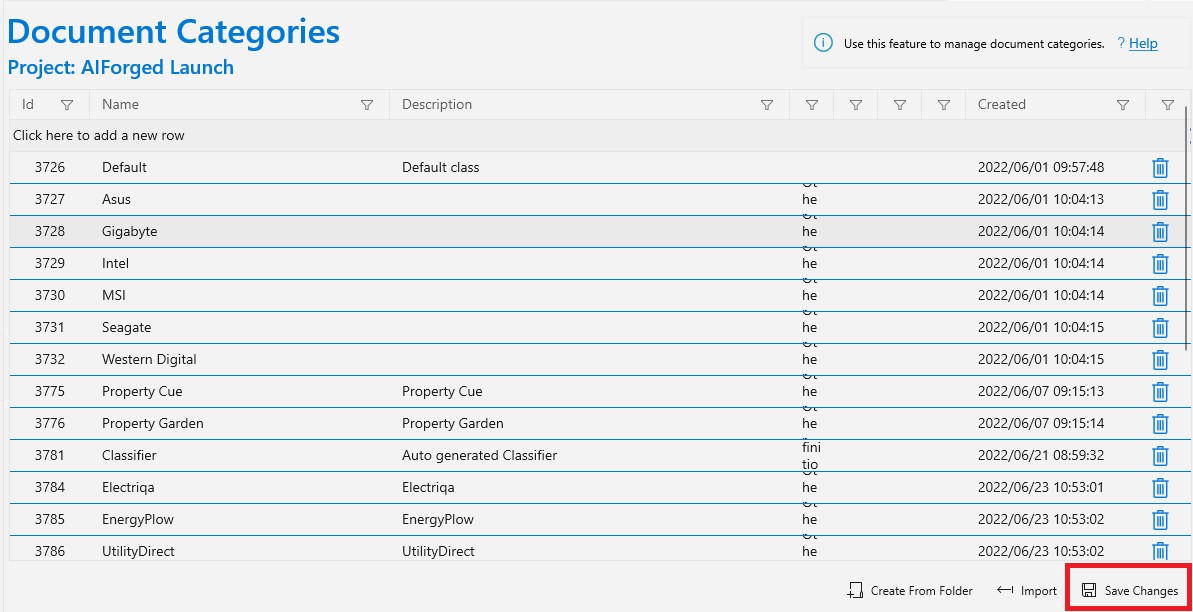 Document Categories
Project: AIForged Launch
Use this feature to manage document categories. ? Help
Id Name Description Created
Click here to add a new row
3726 Default Default class 2022/06/01 09:57:48
3727 Asus he 2022/06/01 10:04:13
3728 Gigabyte he 2022/06/01 10:04:14
3729 Intel he 2022/06/01 10:04:14
3730 MSI he 2022/06/01 10:04:14
3731 Seagate he 2022/06/01 10:04:15
3732 Western Digital he 2022/06/01 10:04:15
3775 Property Cue Property Cue he 2022/06/07 09:15:13
3776 Property Garden Property Garden he 2022/06/07 09:15:14
3781 Classifier Auto generated Classifier fini tio 2022/06/21 08:59:32
3784 Electriqa Electriqa he 2022/06/23 10:53:01
3785 EnergyPlow EnergyPlow he 2022/06/23 10:53:02
3786 UtilityDirect UtilityDirect he 2022/06/23 10:53:02
Create From Folder Import Save Changes